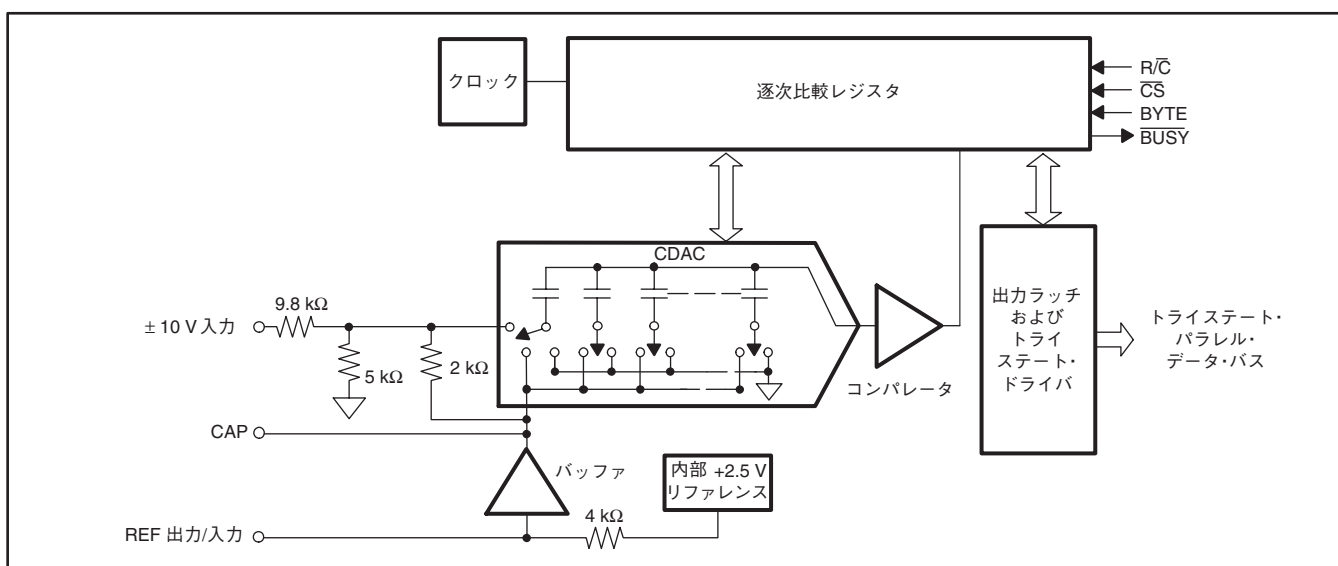 クロック
逐次比較レジスタ
R/C̅
C̅S̅
BYTE
B̅U̅S̅Y̅
CDAC
9.8 kΩ
± 10 V 入力
5 kΩ
2 kΩ
コンパレータ
出力ラッチ
および
トライ
ステート・
ドライバ
トライステート・
パラレル・
データ・バス
CAP
バッファ
内部 +2.5 V
リファレンス
4 kΩ
REF 出力/入力